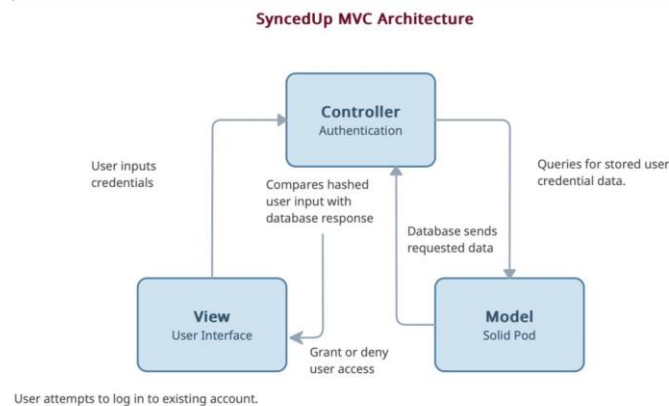 SyncedUp MVC Architecture
Controller
Authentication
User inputs
credentials
Queries for stored user
credential data.
Compares hashed
user input with
database response
Database sends
requested data
View
User Interface
Model
Solid Pod
Grant or deny
user access
User attempts to log in to existing account.